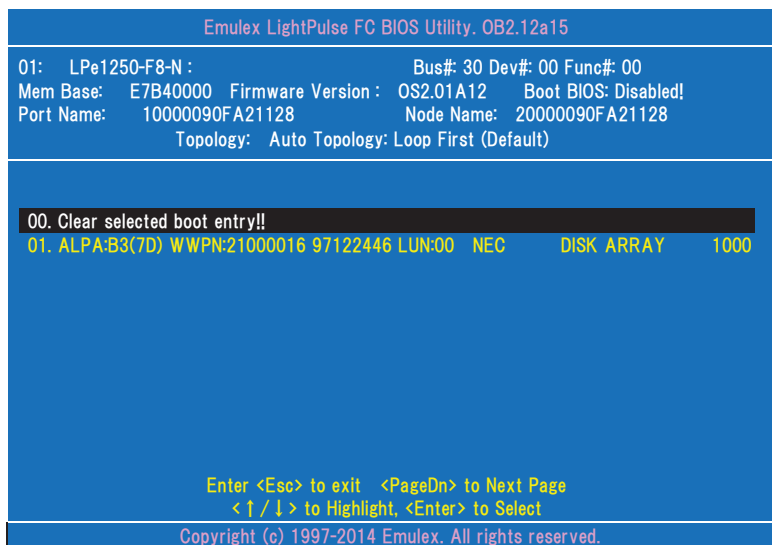 Emulex LightPulse FC BIOS Utility. OB2.12a15
01: LPe1250-F8-N : Bus#: 30 Dev#: 00 Func#: 00
Mem Base: E7B40000 Firmware Version : OS2.01A12 Boot BIOS: Disabled!
Port Name: 10000090FA21128 Node Name: 20000090FA21128
Topology: Auto Topology: Loop First (Default)
00. Clear selected boot entry!!
01. ALPA:B3(7D) WWPN:21000016 97122446 LUN:00 NEC DISK ARRAY 1000
Enter <Esc> to exit <PageDn> to Next Page
<↑/↓> to Highlight, <Enter> to Select
Copyright (c) 1997-2014 Emulex. All rights reserved.